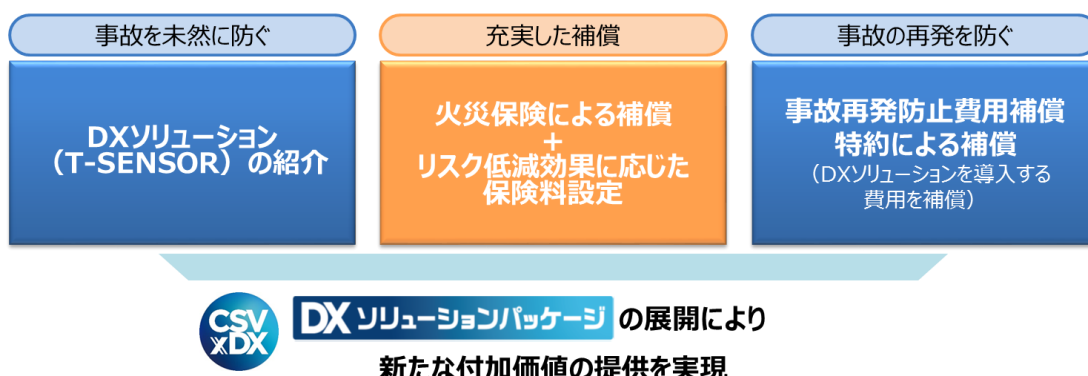 事故を未然に防ぐ
DXソリューション
（T-SENSOR）の紹介
充実した補償
火災保険による補償
+
リスク低減効果に応じた
保険料設定
事故の再発を防ぐ
事故再発防止費用補償
特約による補償
（DXソリューションを導入する
費用を補償）
CSV
xDX
DX ソリューションパッケージ の展開により
新たな付加価値の提供を実現